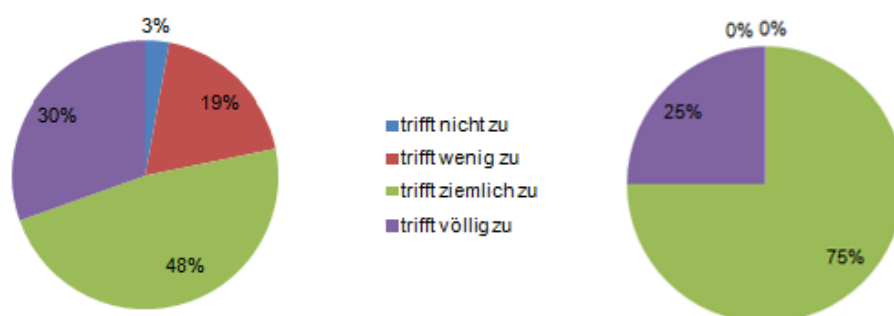 3%
19%
48%
30%
trifft nicht zu
trifft wenig zu
trifft ziemlich zu
trifft völlig zu
0% 0%
25%
75%